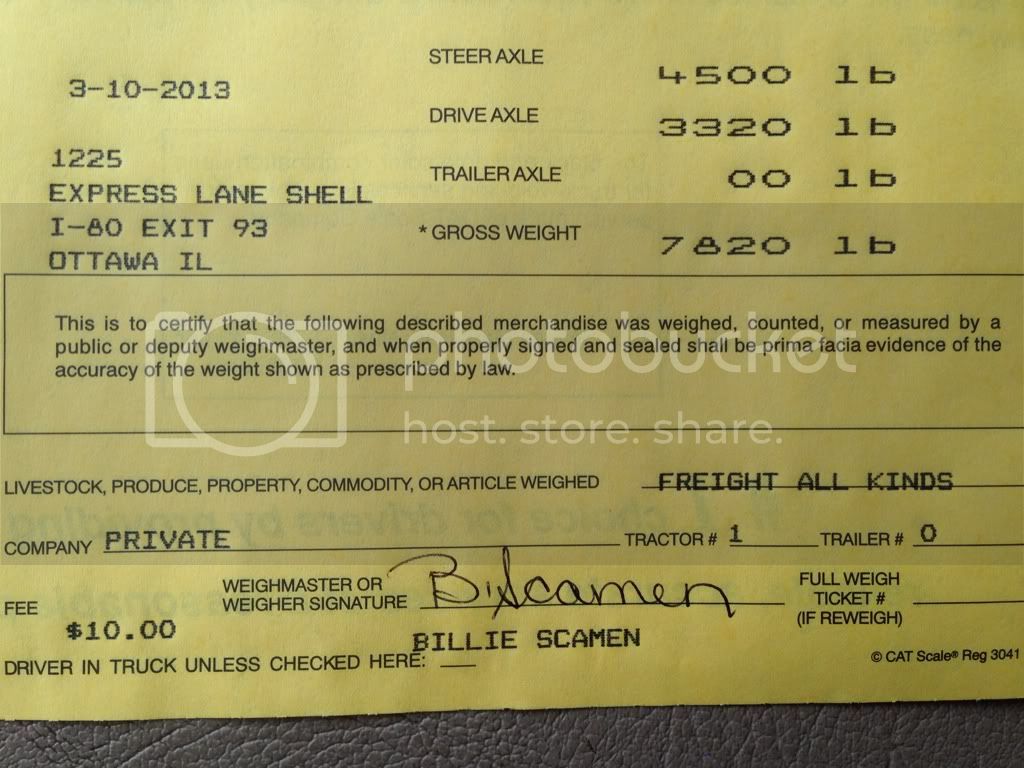 STEER AXLE 4500 lb
3-10-2013
DRIVE AXLE 3320 lb
1225
TRAILER AXLE 00 lb
EXPRESS LANE SHELL
I-80 EXIT 93
* GROSS WEIGHT 7820 lb
OTTAWA IL
This is to certify that the following described merchandise was weighed, counted, or measured by a
public or deputy weighmaster, and when properly signed and sealed shall be prima facia evidence of the
accuracy of the weight shown as prescribed by law.
photobucket
host. store. share.
LIVESTOCK, PRODUCE, PROPERTY, COMMODITY, OR ARTICLE WEIGHED FREIGHT ALL KINDS
COMPANY PRIVATE TRACTOR # 1 TRAILER # 0
WEIGHMASTER OR
WEIGHER SIGNATURE B. Scamen
FULL WEIGH
TICKET #
(IF REWEIGH)
FEE
$10.00
BILLIE SCAMEN
DRIVER IN TRUCK UNLESS CHECKED HERE:
© CAT Scale® Reg 3041